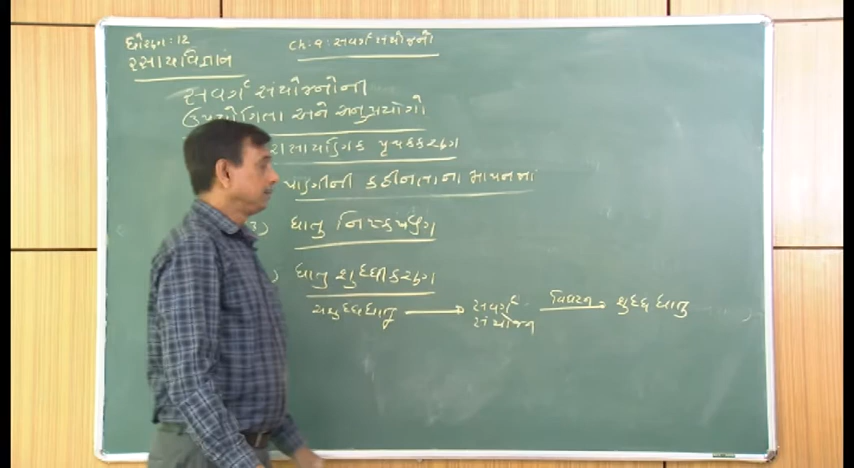 ધોરણ : 12
રસાયણવિજ્ઞાન
Ch. 9 : સવર્ગ સંયોજનો
સવર્ગ સંયોજનોની
ઉપયોગિતા અને અનુપ્રયોગો
રાસાયણિક પૃથક્કરણ
પાણીની કઠીનતાના માપનમાં
) ધાતુ નિષ્કર્ષણ
) ધાતુ શુદ્ધીકરણ
અશુદ્ધ ધાતુ → સવર્ગ સંયોજન વિઘટન → શુદ્ધ ધાતુ